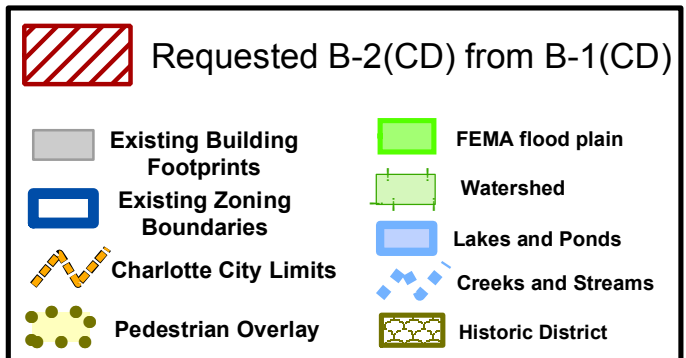 Requested B-2(CD) from B-1(CD)
Existing Building
Footprints
Existing Zoning
Boundaries
Charlotte City Limits
Pedestrian Overlay
FEMA flood plain
Watershed
Lakes and Ponds
Creeks and Streams
Historic District